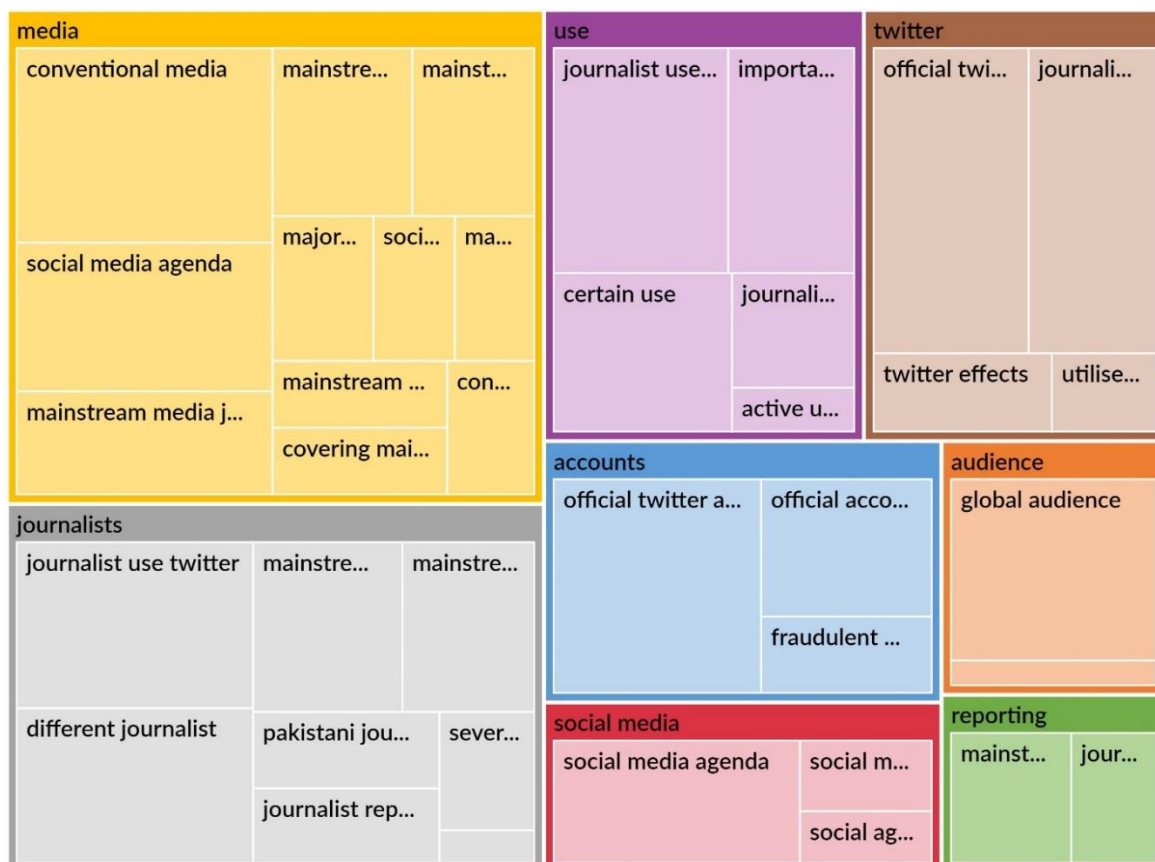 media
conventional media
mainstre...
mainst...
social media agenda
major...
soci...
ma...
mainstream media j...
mainstream ...
con...
covering mai...
journalists
journalist use twitter
mainstre...
mainstre...
different journalist
pakistani jou...
sever...
journalist rep...
use
journalist use...
importa...
certain use
journali...
active u...
twitter
official twi...
journali...
twitter effects
utilise...
accounts
official twitter a...
official acco...
fraudulent ...
audience
global audience
social media
social media agenda
social m...
social ag...
reporting
mainst...
jour...